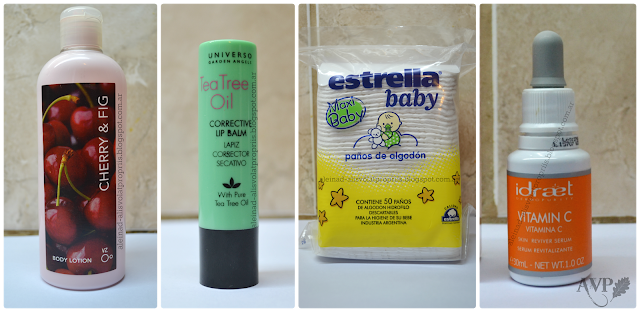 CHERRY & FIG
BODY LOTION
UNIVERSO
GARDEN ANGELS
Tea Tree
Oil
CORRECTIVE
LIP BALM
LAPIZ
CORRECTOR
SECATIVO
With Pure
Tea Tree Oil
estrella
baby
Maxi
Baby
paños de algodón
CONTIENE 50 PAÑOS
DE ALGODON HIDROFILO
DESCARTABLES
PARA LA HIGIENE DE SU BEBE
INDUSTRIA ARGENTINA
idraet
VITAMIN C
VITAMINA C
SKIN REVIVER SERUM
SERUM REVITALIZANTE
30mL - NET WT. 1.0 OZ.
AVP